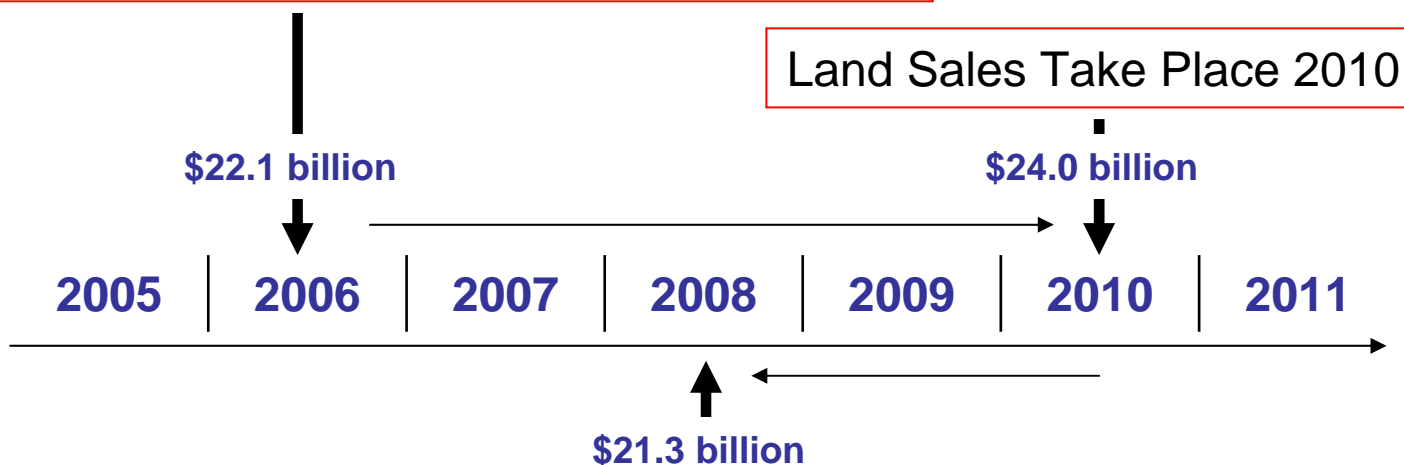 Land Sales Take Place 2010
$22.1 billion $24.0 billion
2005 2006 2007 2008 2009 2010 2011
$21.3 billion